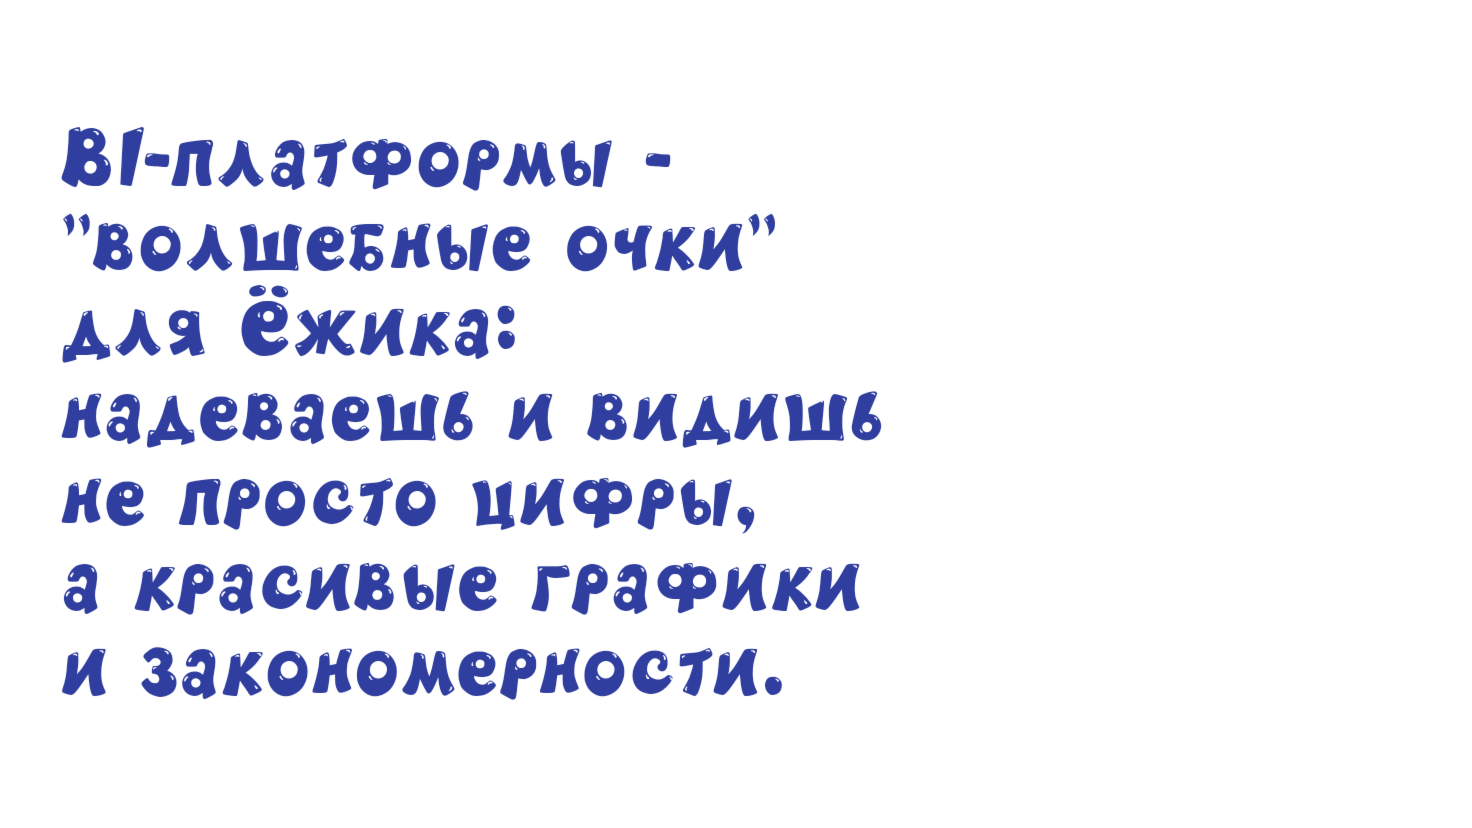 BI-платформы -
"волшебные очки"
для Ёжика:
надеваешь и видишь
не просто цифры,
а красивые графики
и закономерности.